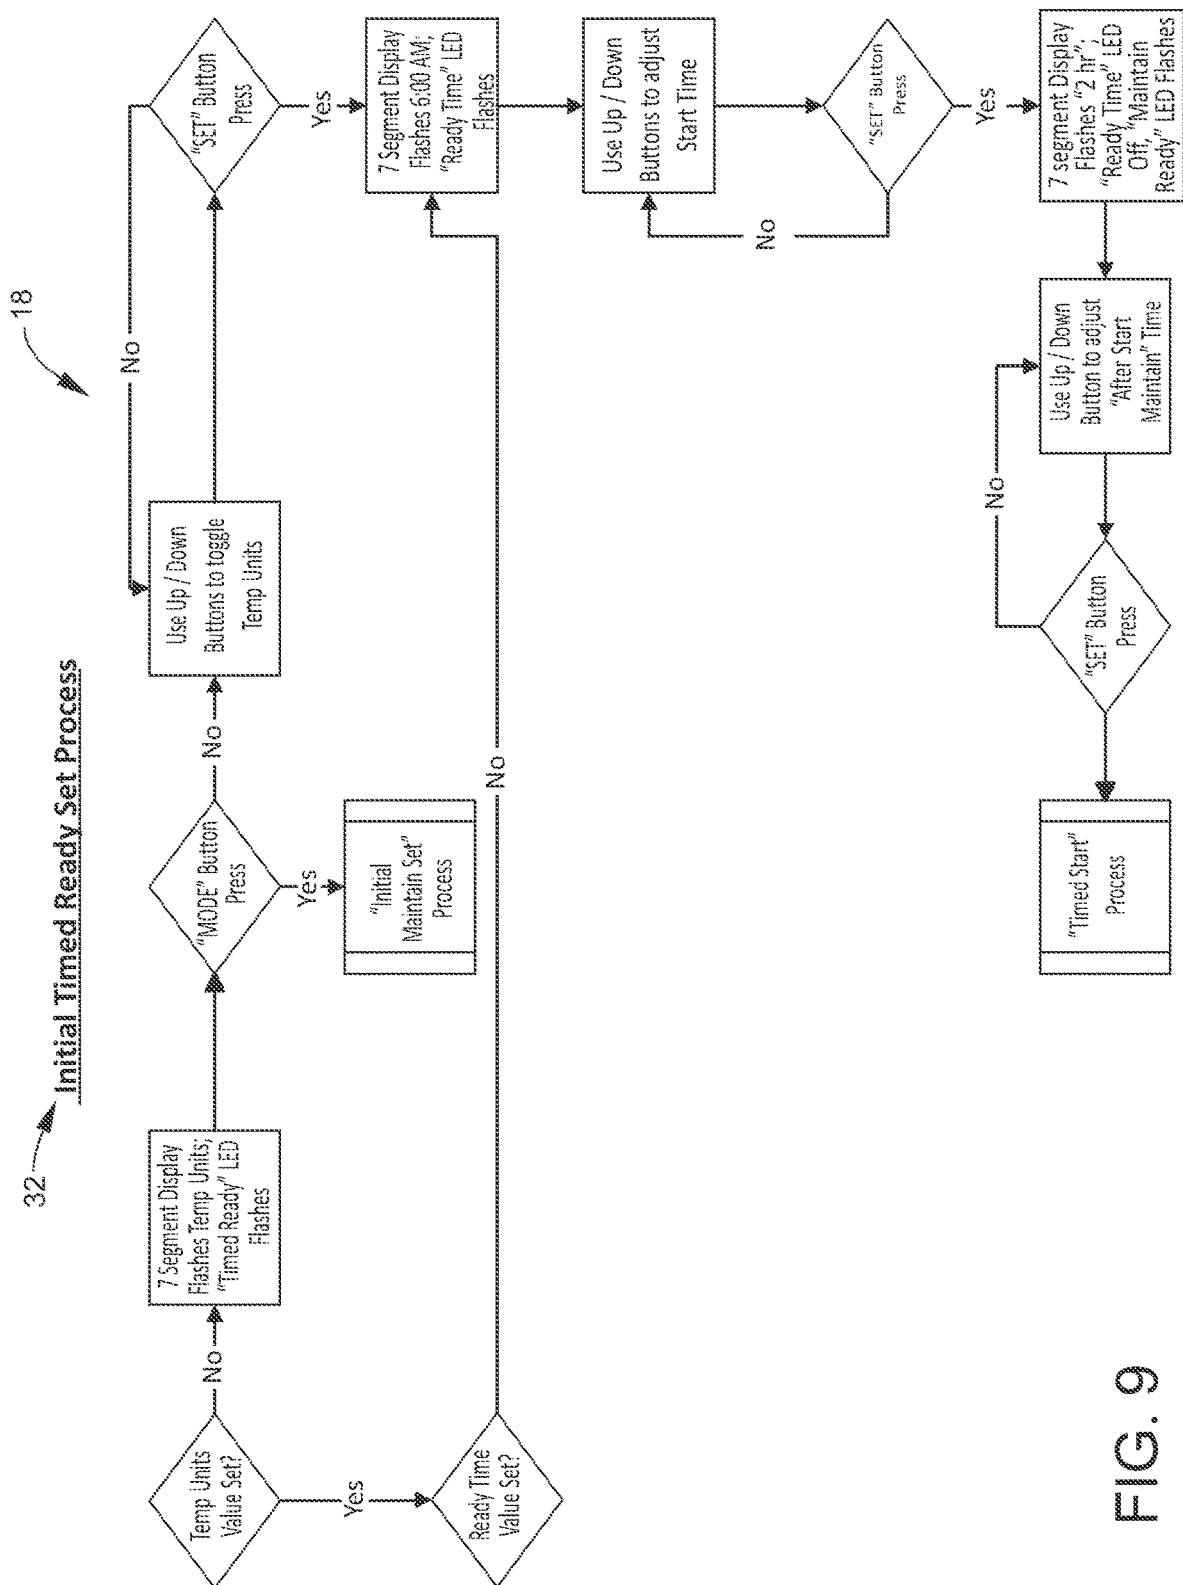 32
Initial Timed Ready Set Process
18
Temp Units
Value Set?
No
7 Segment Display
Flashes Temp Units;
"Timed Ready" LED
Flashes
"MODE" Button
Press
No
Use Up / Down
Buttons to toggle
Temp Units
No
"SET" Button
Press
Yes
Yes
"Initial
Maintain Set"
Process
Yes
7 Segment Display
Flashes 6:00 AM;
"Ready Time" LED
Flashes
Ready Time
Value Set?
No
Use Up / Down
Buttons to adjust
Start Time
No
"SET" Button
Press
Yes
7 segment Display
Flashes "2 hr";
"Ready Time" LED
Off, "Maintain
Ready" LED Flashes
Use Up / Down
Button to adjust
"After Start
Maintain" Time
No
"SET" Button
Press
"Timed Start"
Process
FIG. 9